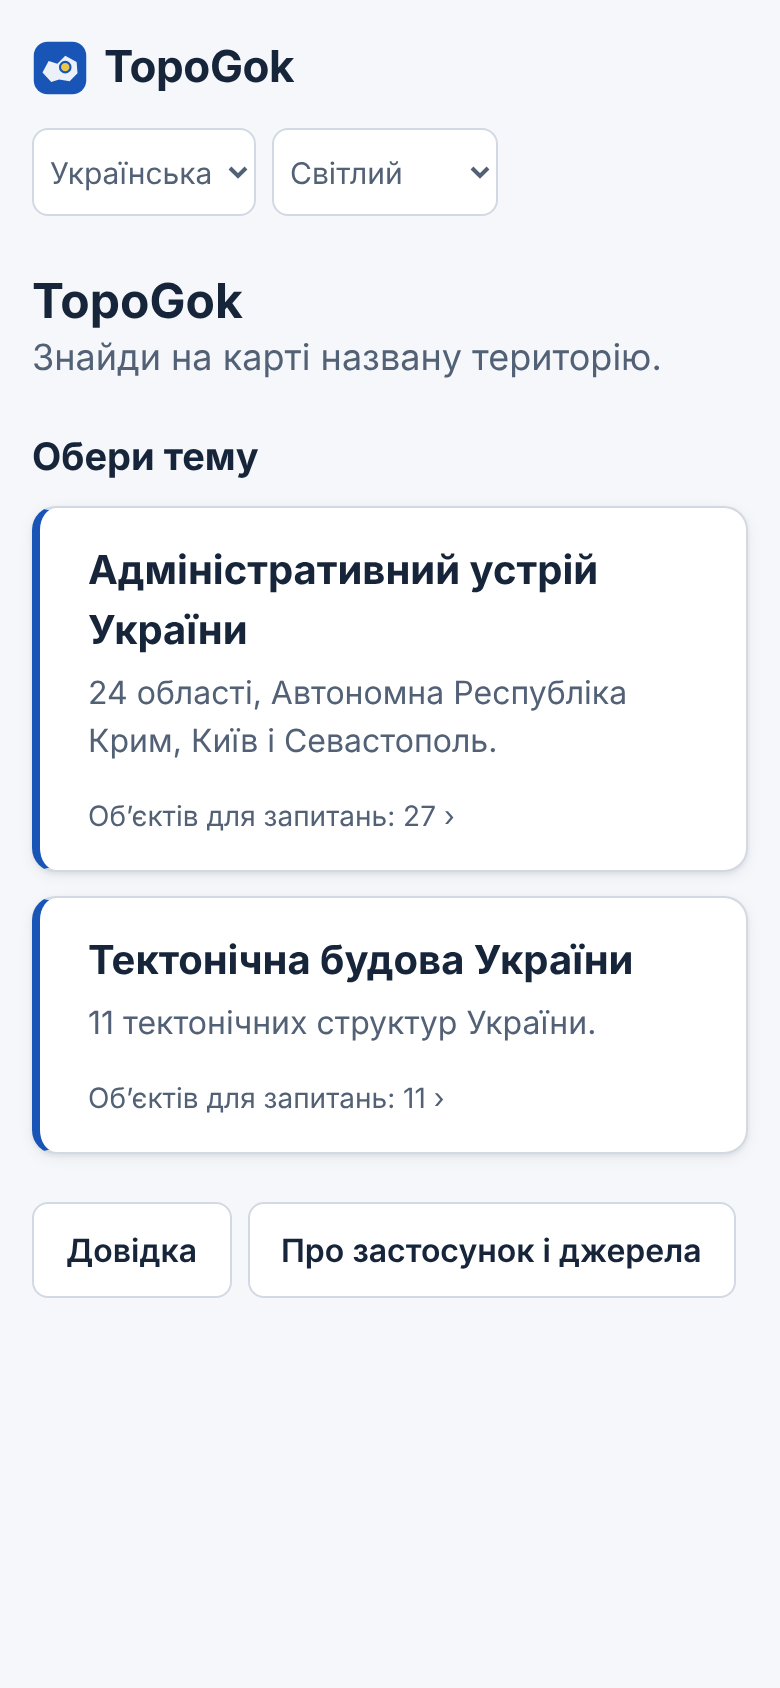 TopoGok
Українська
Світлий
TopoGok
Знайди на карті названу територію.
Обери тему
Адміністративний устрій
України
24 області, Автономна Республіка
Крим, Київ і Севастополь.
Об’єктів для запитань: 27 ›
Тектонічна будова України
11 тектонічних структур України.
Об’єктів для запитань: 11 ›
Довідка
Про застосунок і джерела